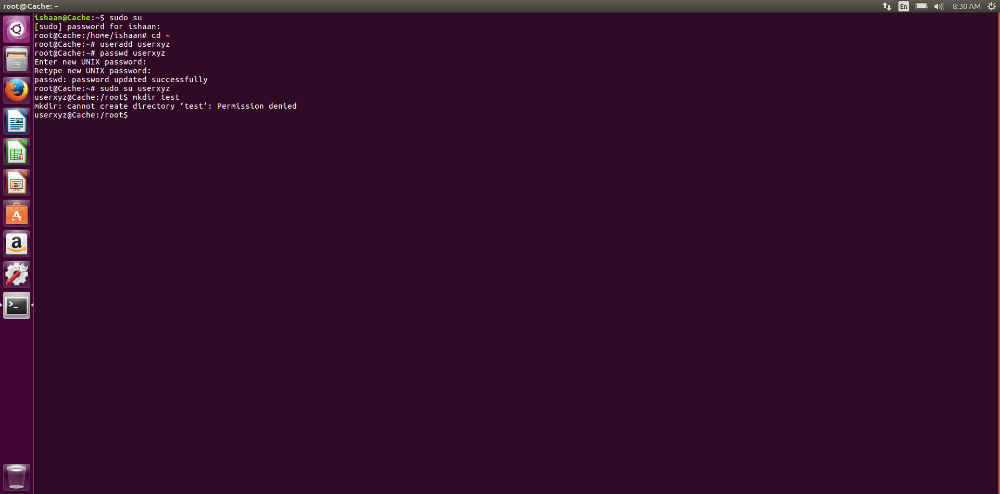 root@Cache: ~
En
8:30 AM
ishaan@Cache:~$ sudo su
[sudo] password for ishaan:
root@Cache:/home/ishaan# cd ~
root@Cache:~# useradd userxyz
root@Cache:~# passwd userxyz
Enter new UNIX password:
Retype new UNIX password:
passwd: password updated successfully
root@Cache:~# sudo su userxyz
userxyz@Cache:/root$ mkdir test
mkdir: cannot create directory ‘test’: Permission denied
userxyz@Cache:/root$